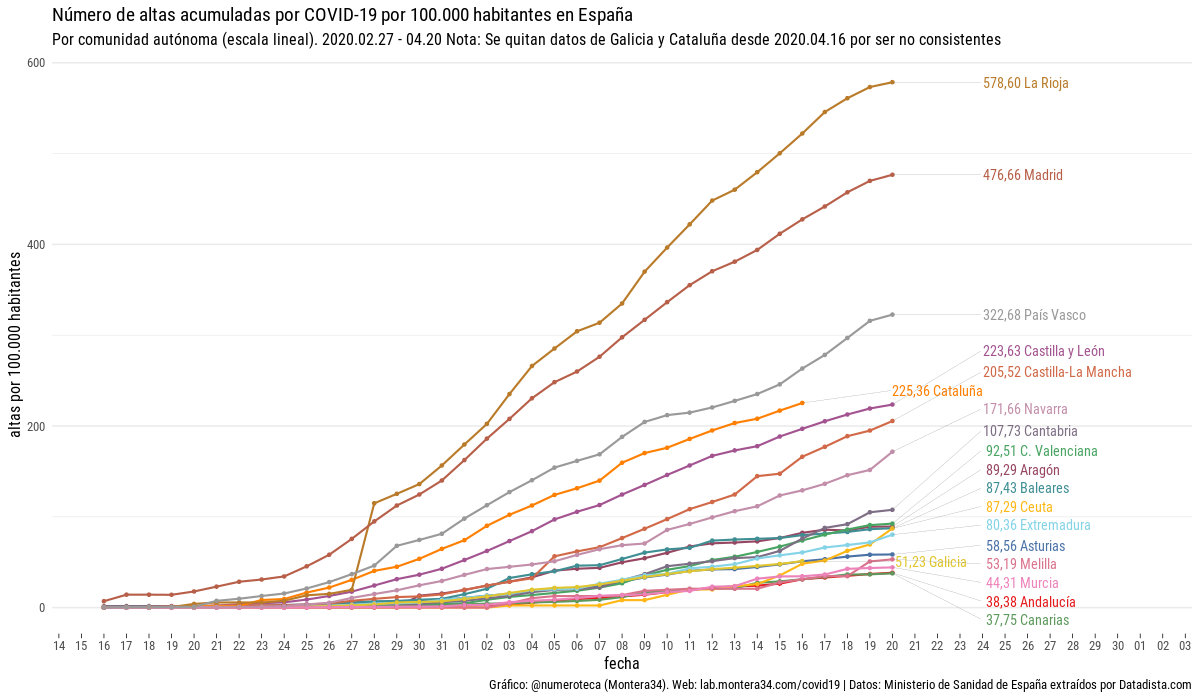 Número de altas acumuladas por COVID-19 por 100.000 habitantes en España
Por comunidad autónoma (escala lineal). 2020.02.27 - 04.20 Nota: Se quitan datos de Galicia y Cataluña desde 2020.04.16 por ser no consistentes
altas por 100.000 habitantes
600
400
200
0
578,60 La Rioja
476,66 Madrid
322,68 País Vasco
223,63 Castilla y León
205,52 Castilla-La Mancha
225,36 Cataluña
171,66 Navarra
107,73 Cantabria
92,51 C. Valenciana
89,29 Aragón
87,43 Baleares
87,29 Ceuta
80,36 Extremadura
58,56 Asturias
51,23 Galicia
53,19 Melilla
44,31 Murcia
38,38 Andalucía
37,75 Canarias
14 15 16 17 18 19 20 21 22 23 24 25 26 27 28 29 30 31 01 02 03 04 05 06 07 08 09 10 11 12 13 14 15 16 17 18 19 20 21 22 23 24 25 26 27 28 29 30 01 02 03
fecha
Gráfico: @numeroteca (Montera34). Web: lab.montera34.com/covid19 | Datos: Ministerio de Sanidad de España extraídos por Datadista.com